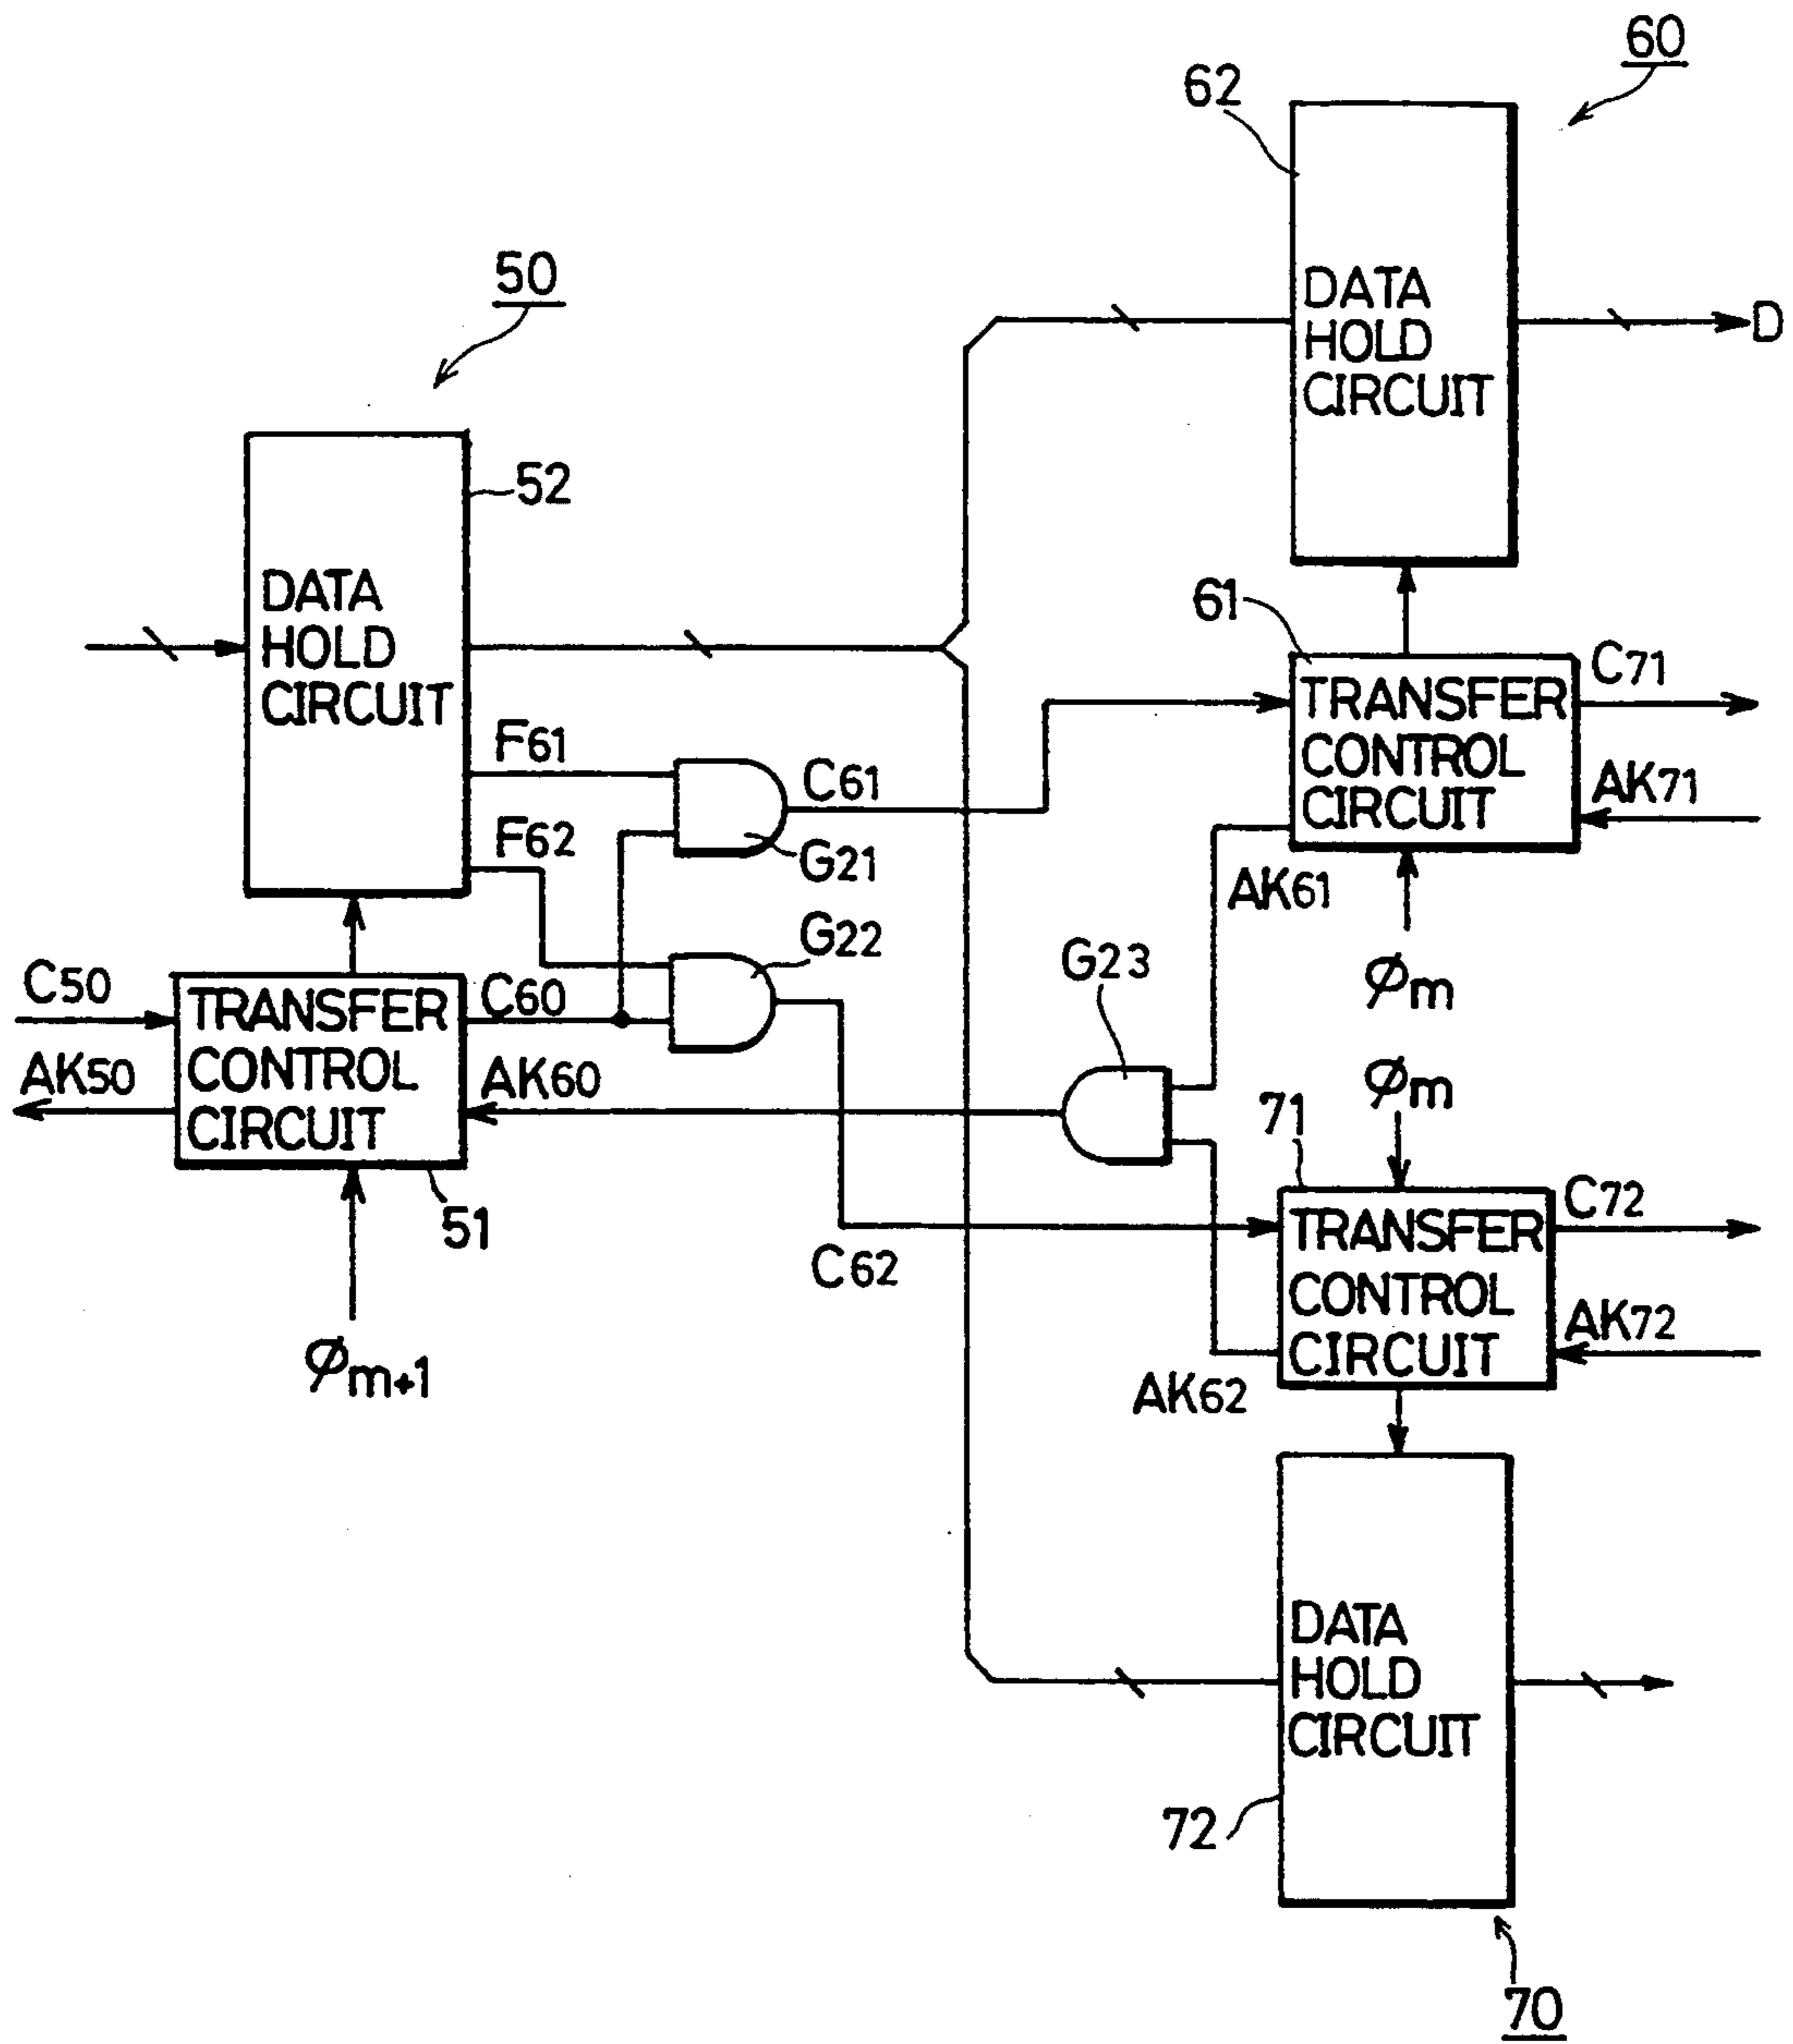 60
62
50
DATA
HOLD
CIRCUIT
D
52
DATA
HOLD
CIRCUIT
61
C71
TRANSFER
CONTROL
CIRCUIT
AK71
F61
C61
F62
G21
AK61
G22
G23
φm
C50
C60
TRANSFER
CONTROL
CIRCUIT
AK50
AK60
φm
71
C72
51
TRANSFER
CONTROL
CIRCUIT
C62
AK72
φm+1
AK62
DATA
HOLD
CIRCUIT
72
70